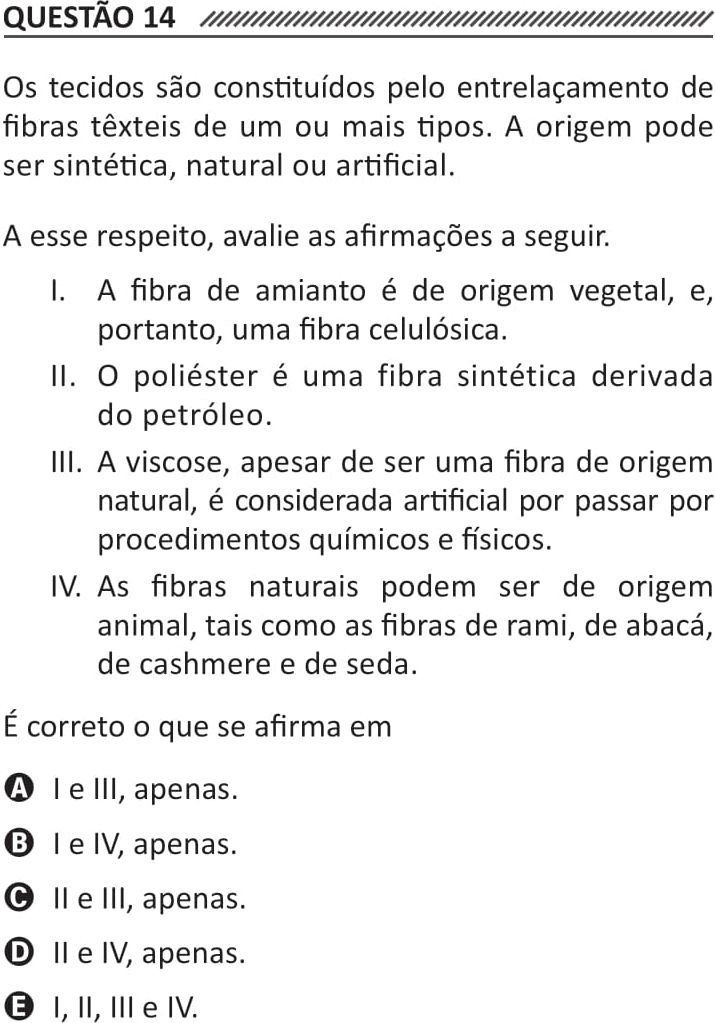 QUESTÃO 14
Os tecidos são constituídos pelo entrelaçamento de
fibras têxteis de um ou mais tipos. A origem pode
ser sintética, natural ou artificial.
A esse respeito, avalie as afirmações a seguir.
I. A fibra de amianto é de origem vegetal, e,
portanto, uma fibra celulósica.
II. O poliéster é uma fibra sintética derivada
do petróleo.
III. A viscose, apesar de ser uma fibra de origem
natural, é considerada artificial por passar por
procedimentos químicos e físicos.
IV. As fibras naturais podem ser de origem
animal, tais como as fibras de rami, de abacá,
de cashmere e de seda.
É correto o que se afirma em
A I e III, apenas.
B I e IV, apenas.
C II e III, apenas.
D II e IV, apenas.
E I, II, III e IV.